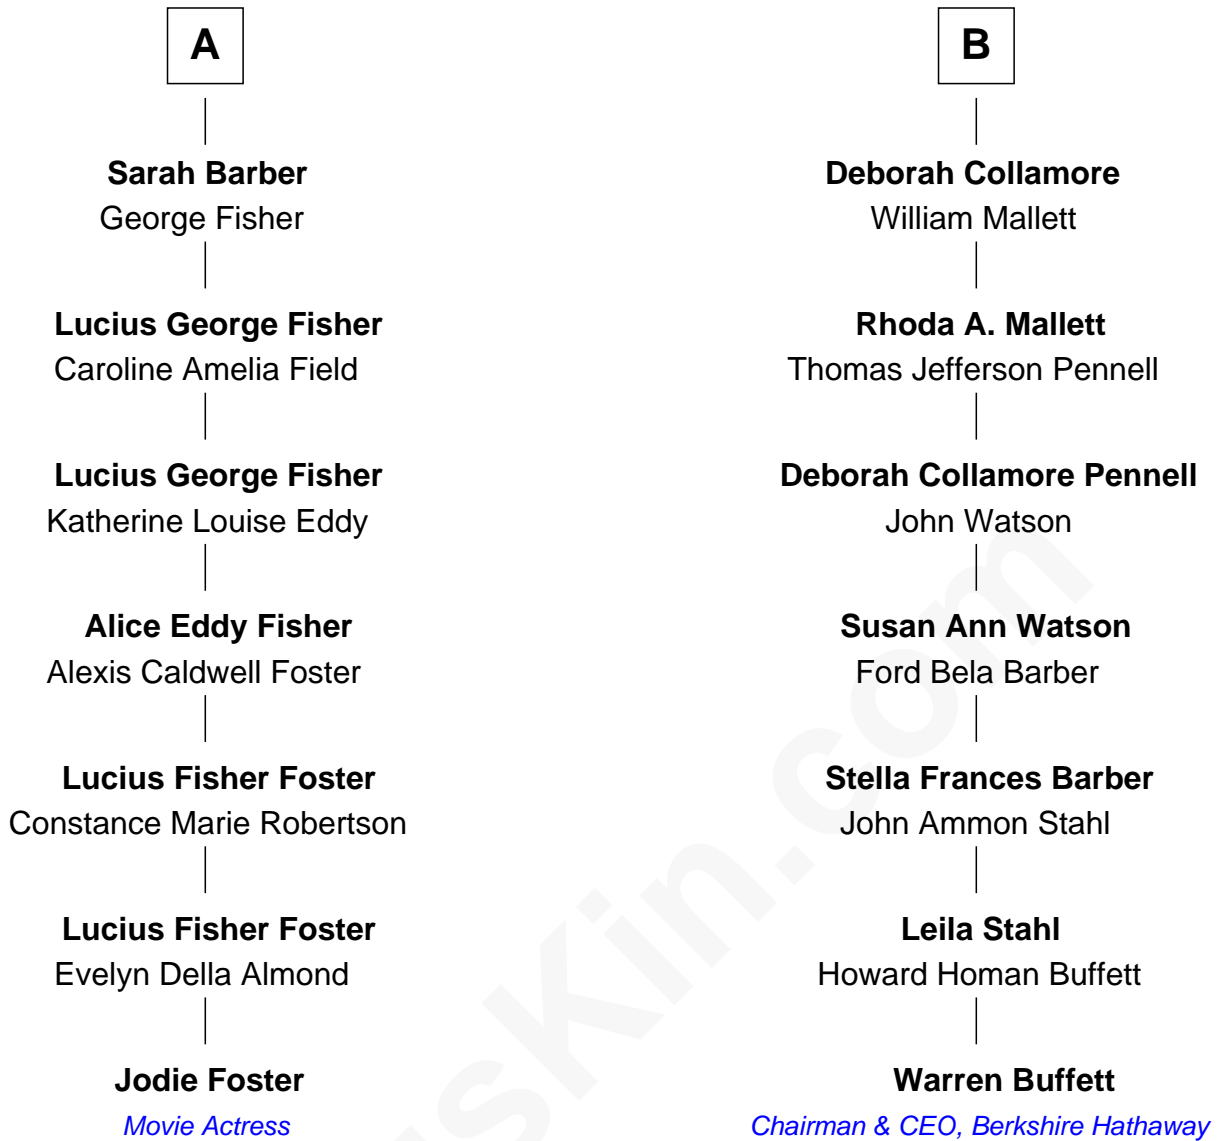 A
Sarah Barber
George Fisher
Lucius George Fisher
Caroline Amelia Field
Lucius George Fisher
Katherine Louise Eddy
Alice Eddy Fisher
Alexis Caldwell Foster
Lucius Fisher Foster
Constance Marie Robertson
Lucius Fisher Foster
Evelyn Della Almond
Jodie Foster
Movie Actress
B
Deborah Collamore
William Mallett
Rhoda A. Mallett
Thomas Jefferson Pennell
Deborah Collamore Pennell
John Watson
Susan Ann Watson
Ford Bela Barber
Stella Frances Barber
John Ammon Stahl
Leila Stahl
Howard Homan Buffett
Warren Buffett
Chairman & CEO, Berkshire Hathaway
sKin.com